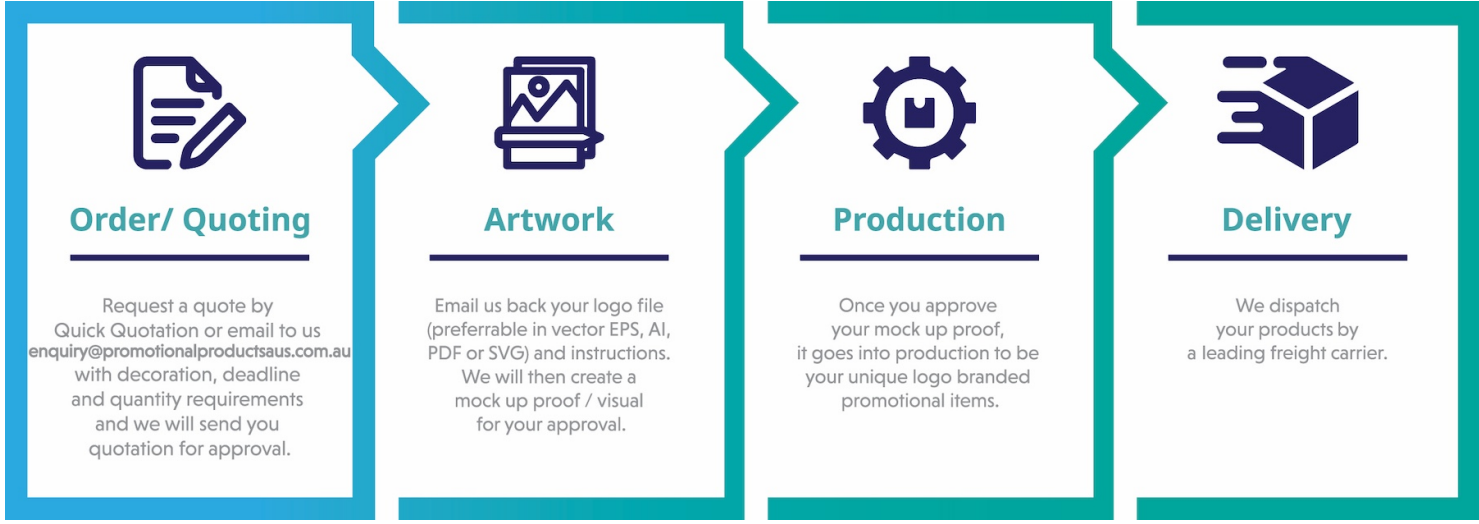 Order/ Quoting
Request a quote by
Quick Quotation or email to us
enquiry@promotionalproductsaus.com.au
with decoration, deadline
and quantity requirements
and we will send you
quotation for approval.
Artwork
Email us back your logo file
(preferrable in vector EPS, AI,
PDF or SVG) and instructions.
We will then create a
mock up proof / visual
for your approval.
Production
Once you approve
your mock up proof,
it goes into production to be
your unique logo branded
promotional items.
Delivery
We dispatch
your products by
a leading freight carrier.